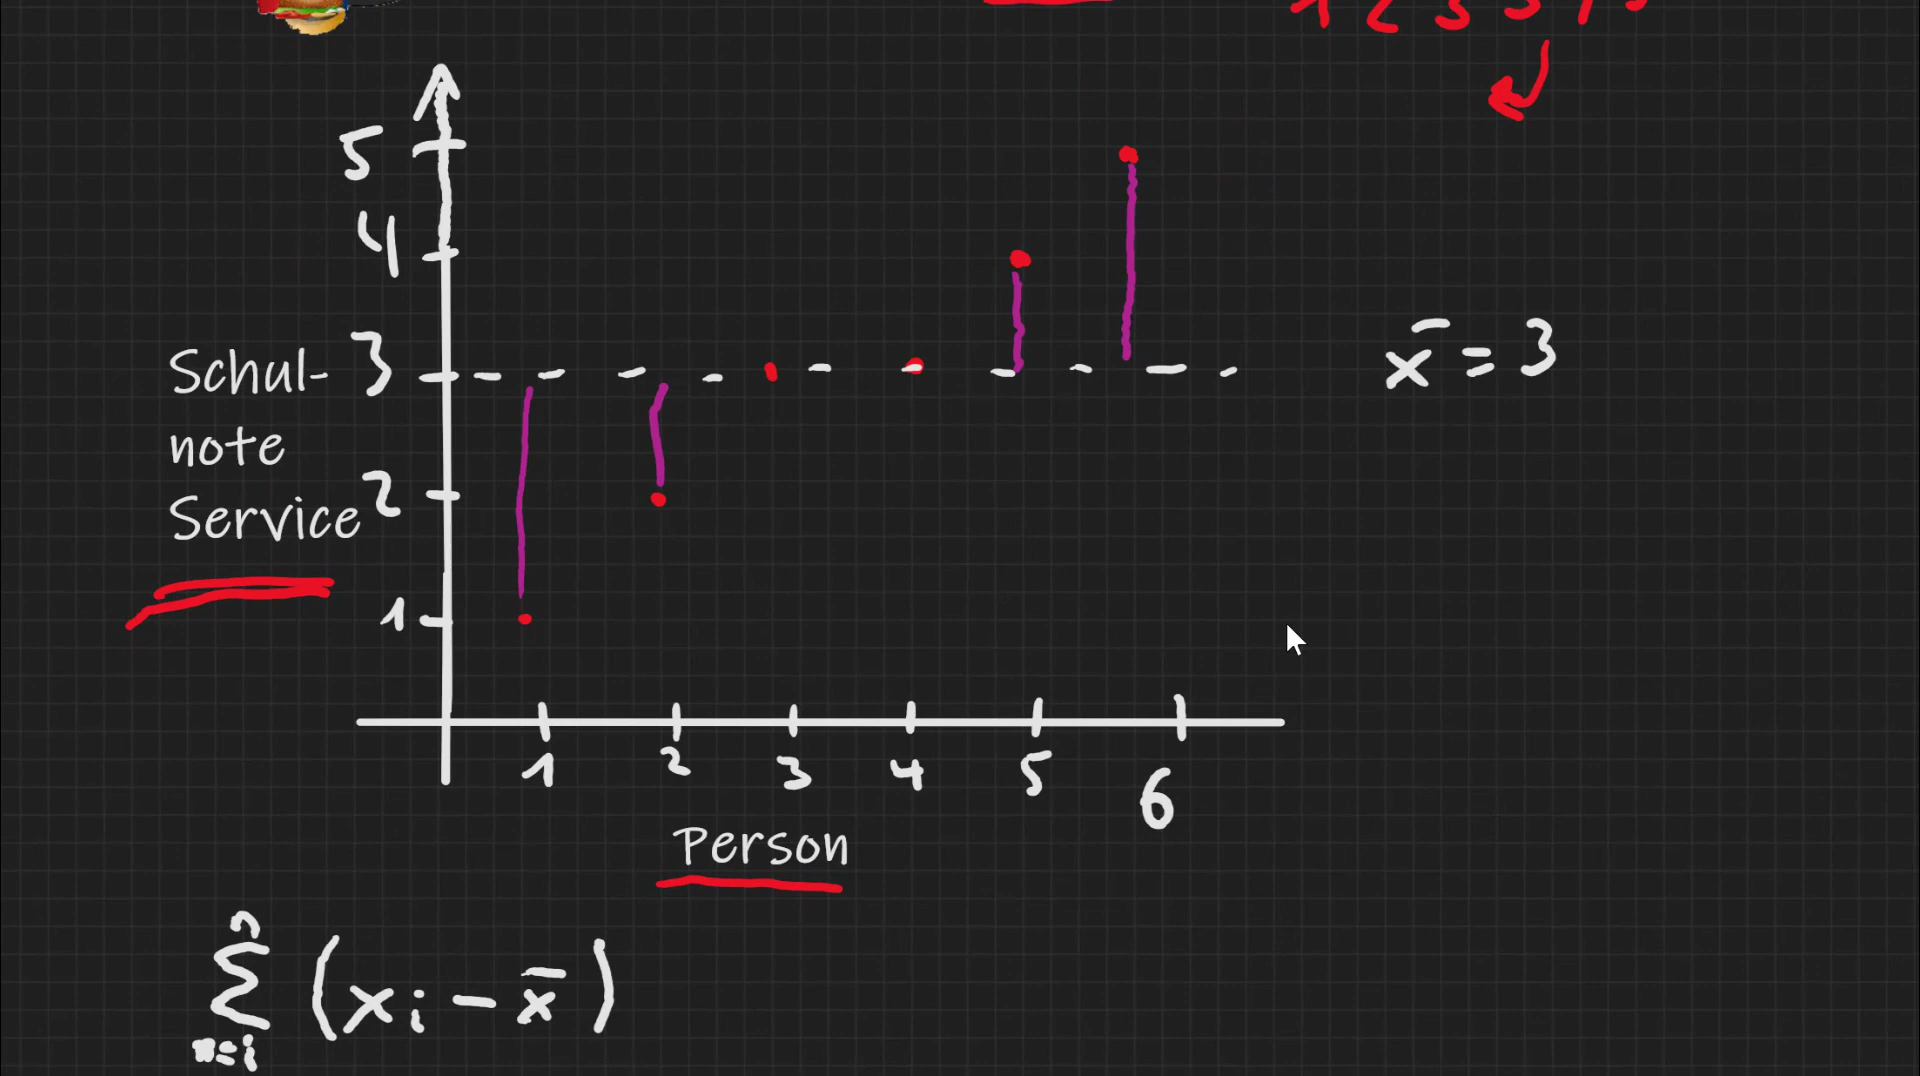 5
4
Schul- 3
note
Service 2
1
x̄ = 3
1 2 3 4 5 6
Person
n
Σ (xᵢ - x̄)
n=i